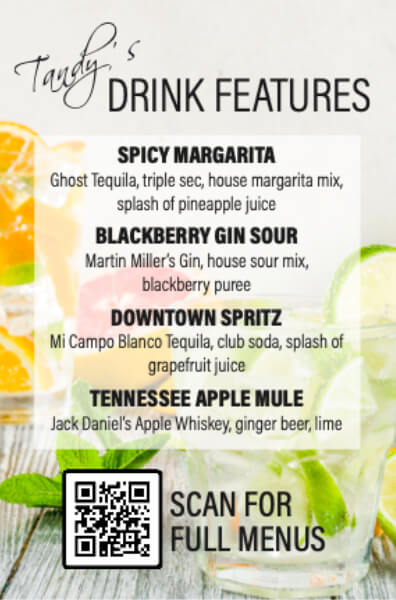 Tandy's
DRINK FEATURES
SPICY MARGARITA
Ghost Tequila, triple sec, house margarita mix,
splash of pineapple juice
BLACKBERRY GIN SOUR
Martin Miller's Gin, house sour mix,
blackberry puree
DOWNTOWN SPRITZ
Mi Campo Blanco Tequila, club soda, splash of
grapefruit juice
TENNESSEE APPLE MULE
Jack Daniel's Apple Whiskey, ginger beer, lime
SCAN FOR
FULL MENUS